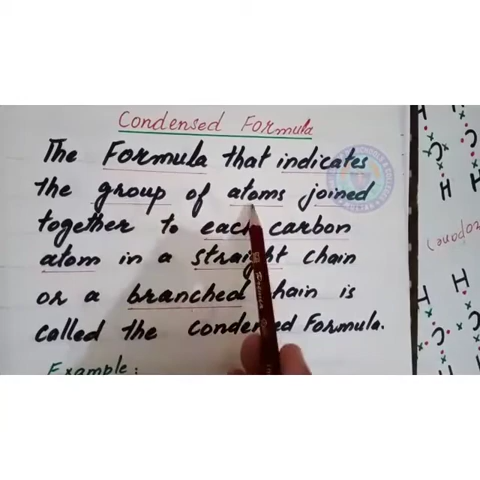 Condensed Formula
The Formula that indicates
the group of atoms joined
together to each carbon
atom in a straight chain
or a branched chain is
called the condensed Formula.
Example:
H
C
H
H
C
H
C
H